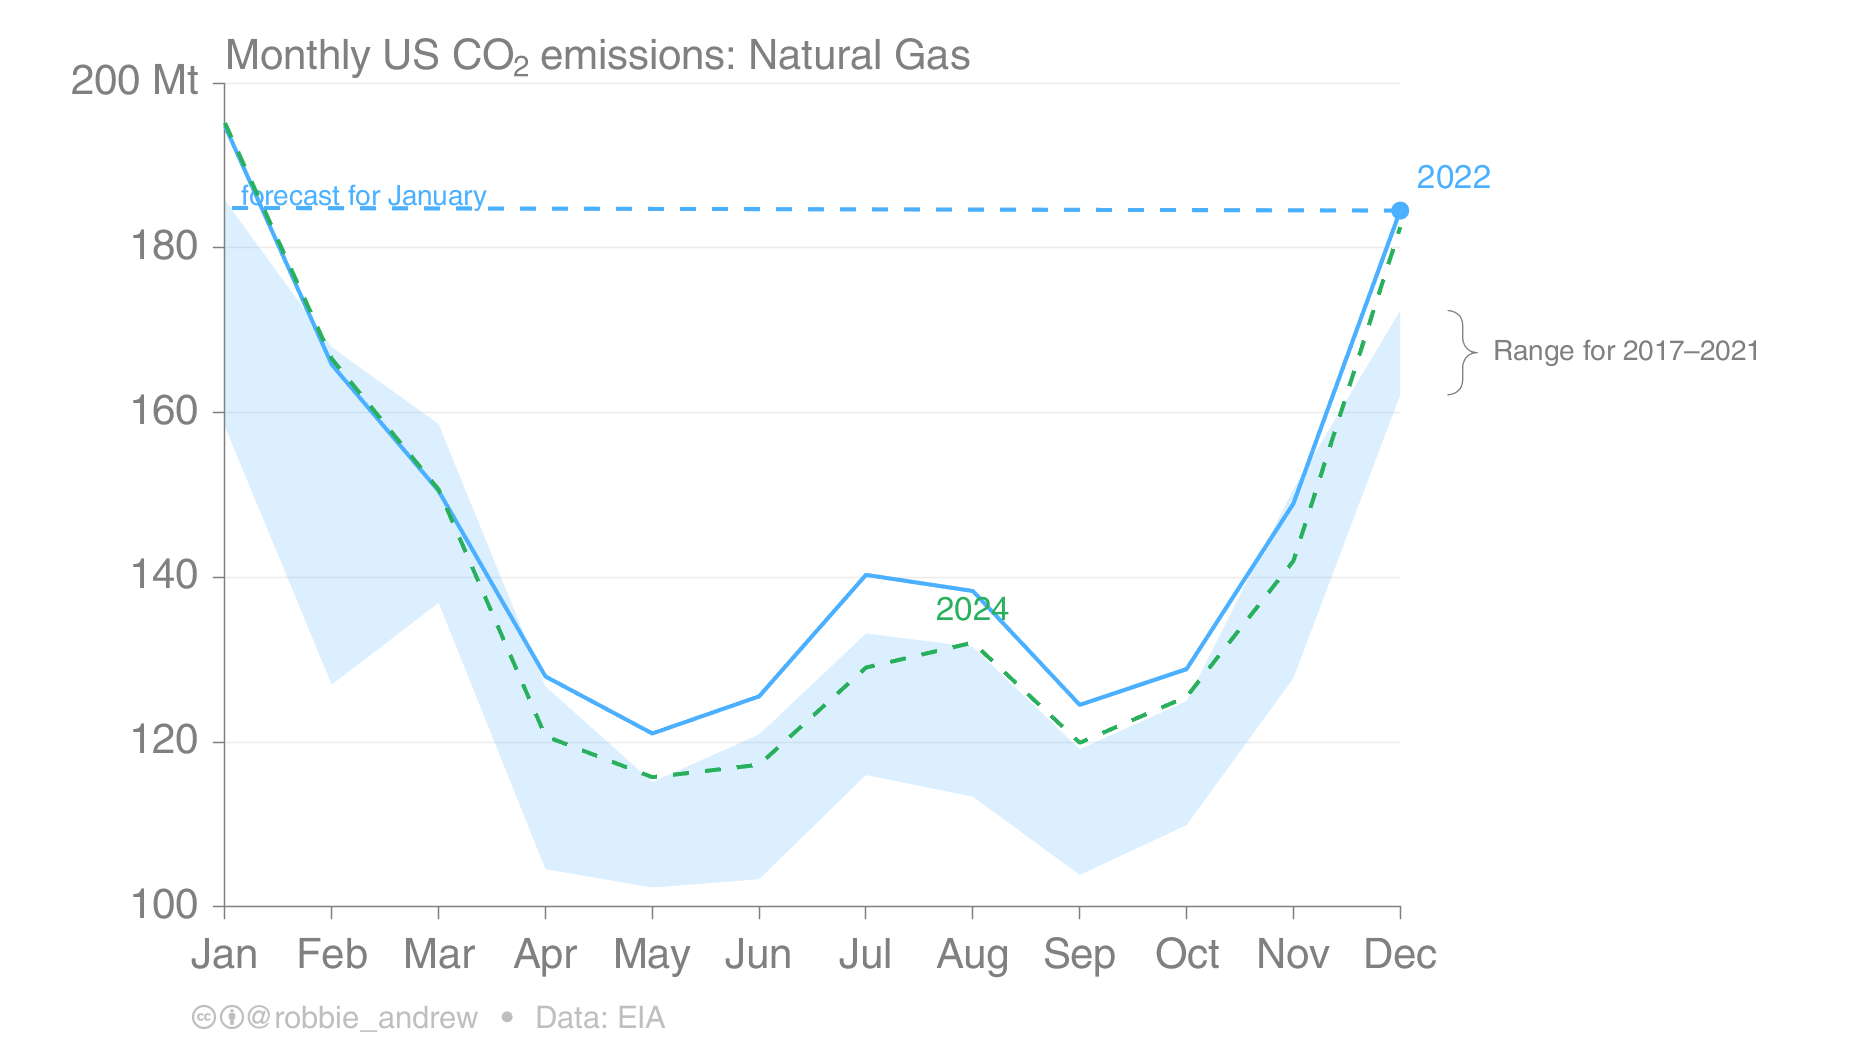 Monthly US CO₂ emissions: Natural Gas
200 Mt
180
160
140
120
100
forecast for January
2022
Range for 2017–2021
2024
Jan Feb Mar Apr May Jun Jul Aug Sep Oct Nov Dec
@robbie_andrew • Data: EIA